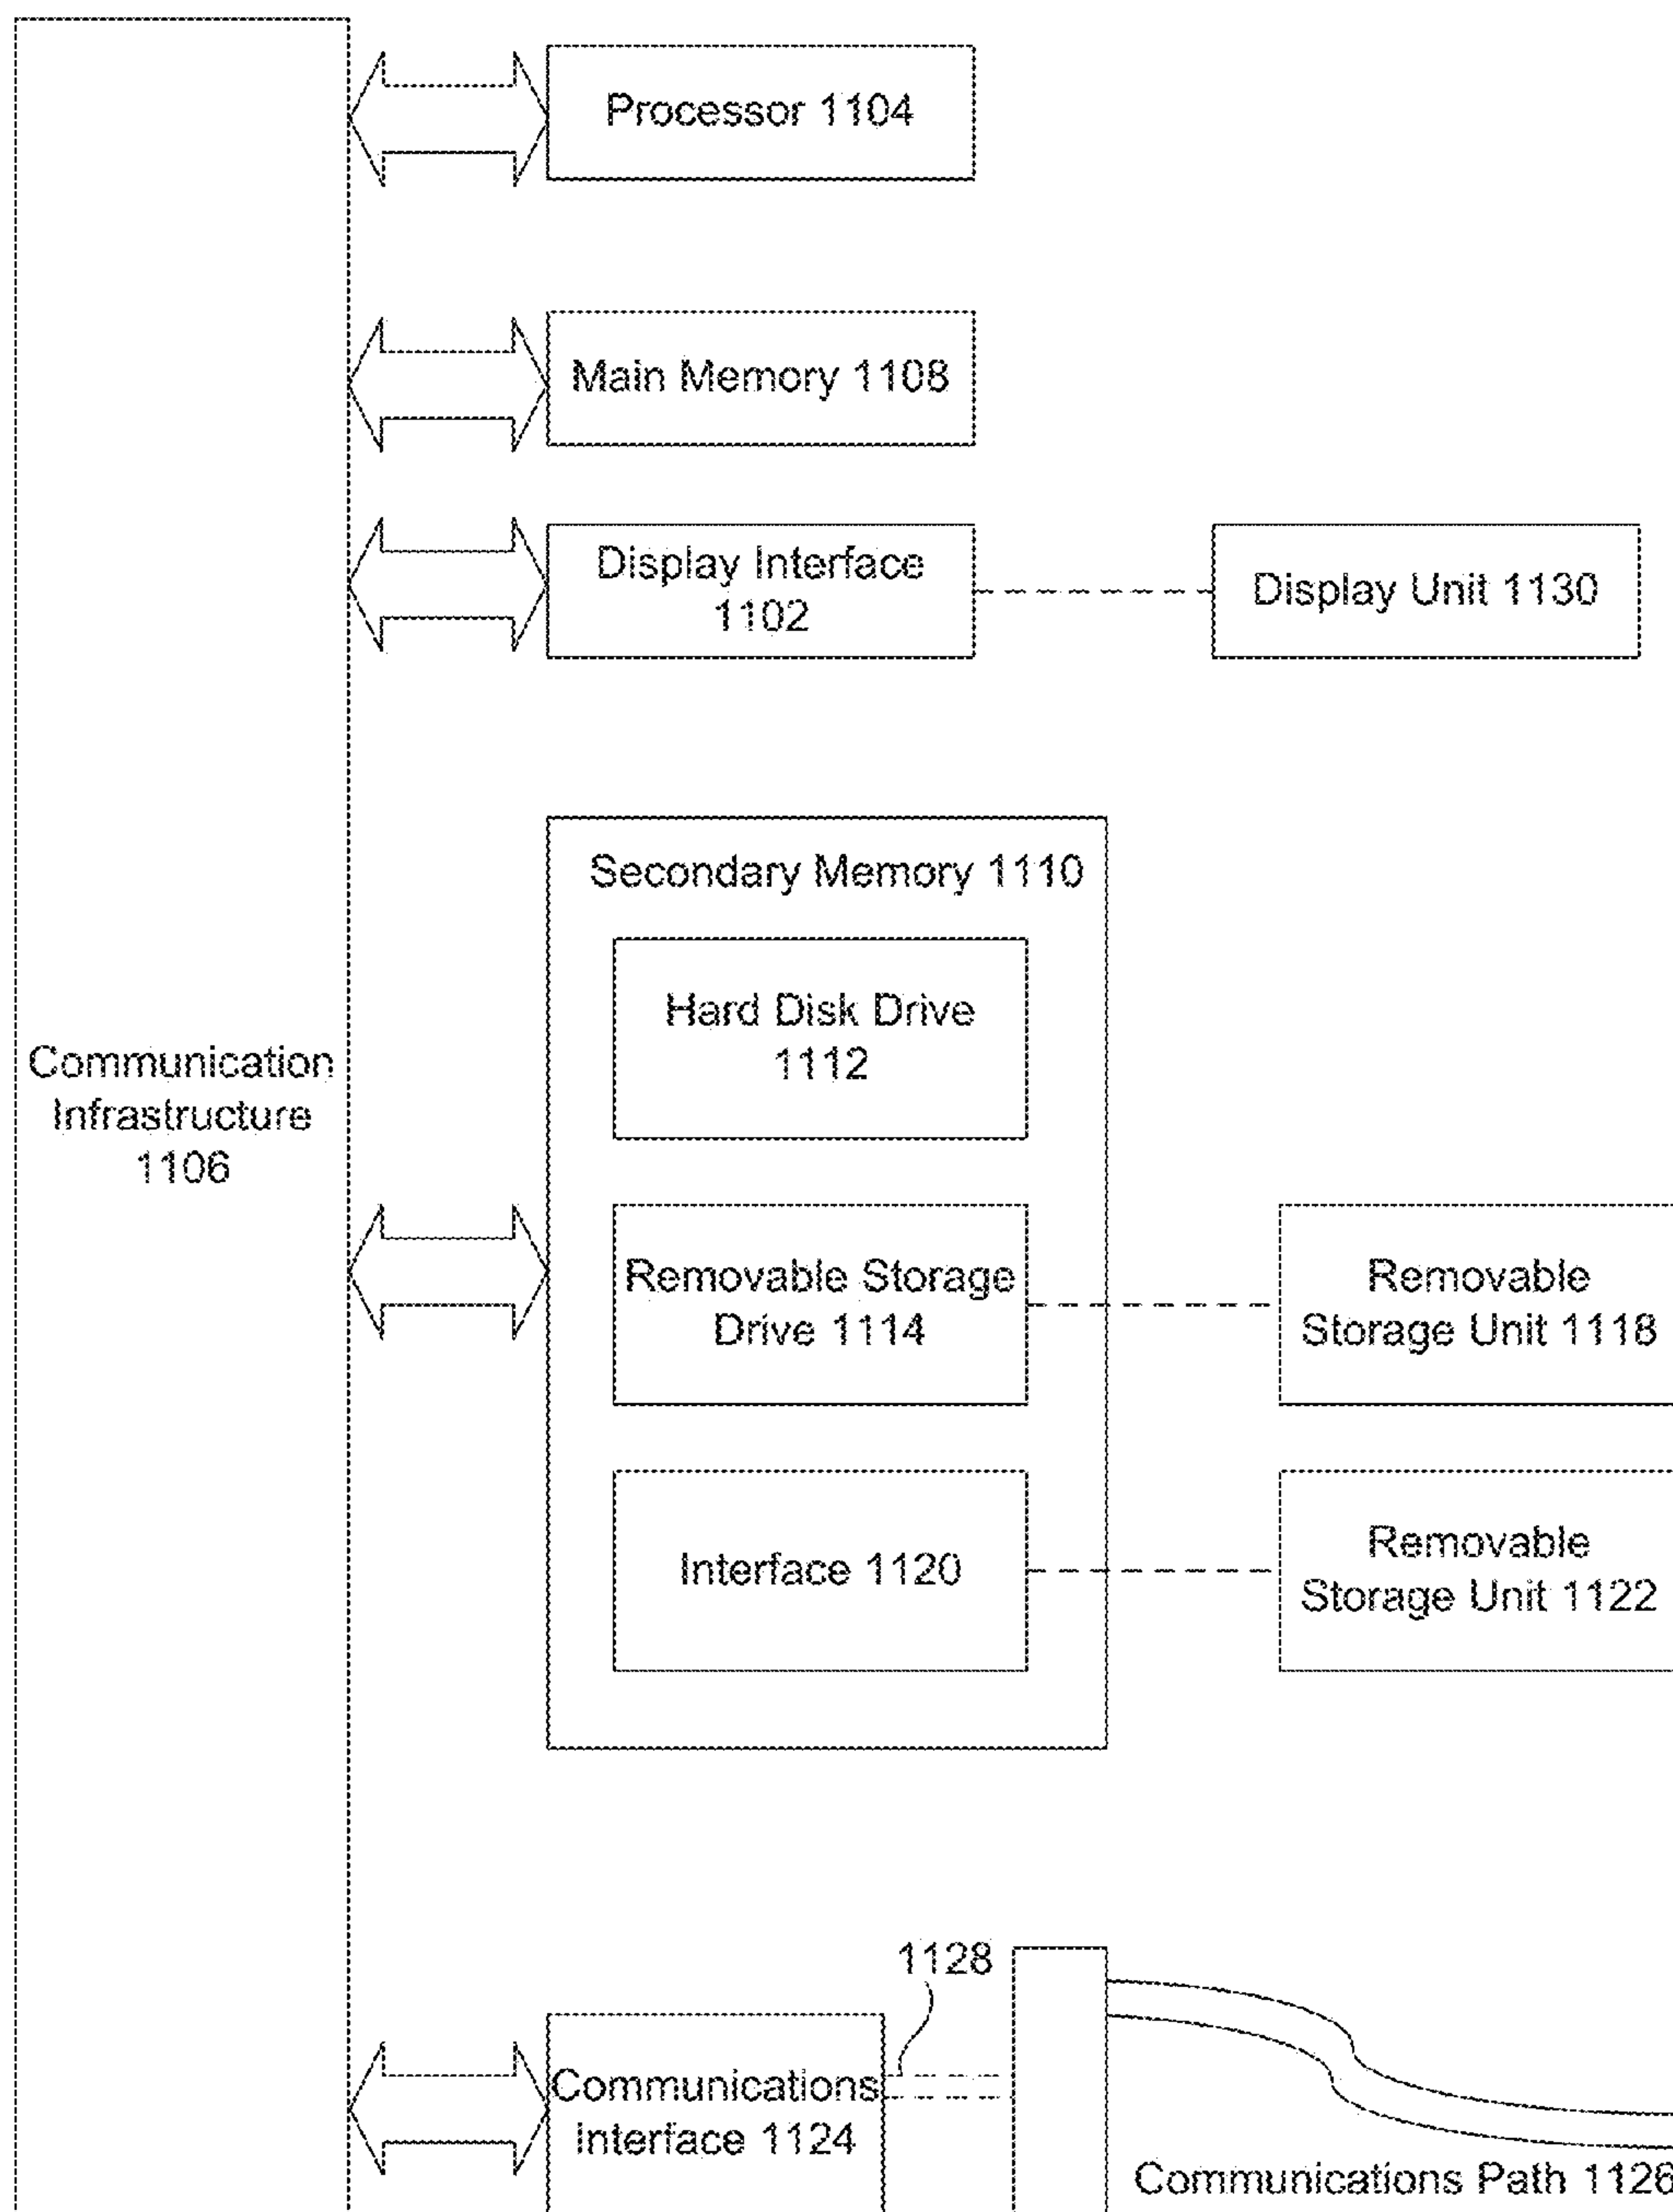 Processor 1104
Main Memory 1108
Display Interface
1102
Display Unit 1130
Secondary Memory 1110
Hard Disk Drive
1112
Communication
Infrastructure
1106
Removable Storage
Drive 1114
Removable
Storage Unit 1118
Interface 1120
Removable
Storage Unit 1122
1128
Communications
Interface 1124
Communications Path 1126